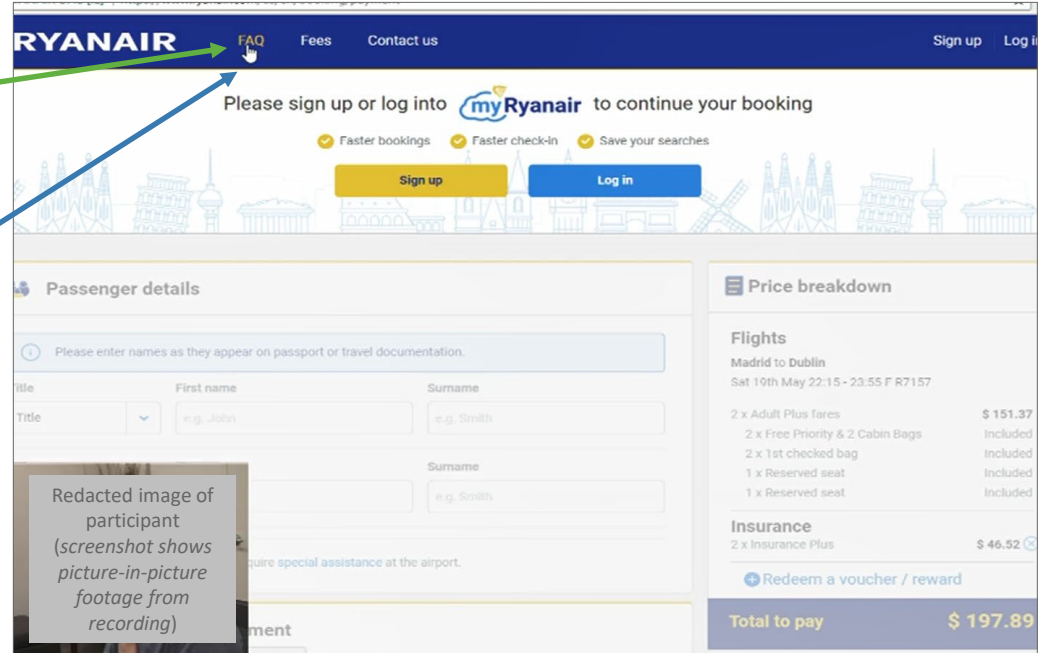 RYANAIR FAQ Fees Contact us Sign up Log in
Please sign up or log into myRyanair to continue your booking
Faster bookings Faster check-in Save your searches
Sign up Log in
Passenger details
Please enter names as they appear on passport or travel documentation.
Title First name Surname
Title e.g. John e.g. Smith
Surname
e.g. Smith
special assistance at the airport.
Redacted image of
participant
(screenshot shows
picture-in-picture
footage from
recording)
Price breakdown
Flights
Madrid to Dublin
Sat 19th May 22:15 - 23:55 F R7157
2 x Adult Plus fares $ 151.37
2 x Free Priority & 2 Cabin Bags Included
2 x 1st checked bag Included
1 x Reserved seat Included
1 x Reserved seat Included
Insurance
2 x Insurance Plus $ 46.52
Redeem a voucher / reward
Total to pay $ 197.89